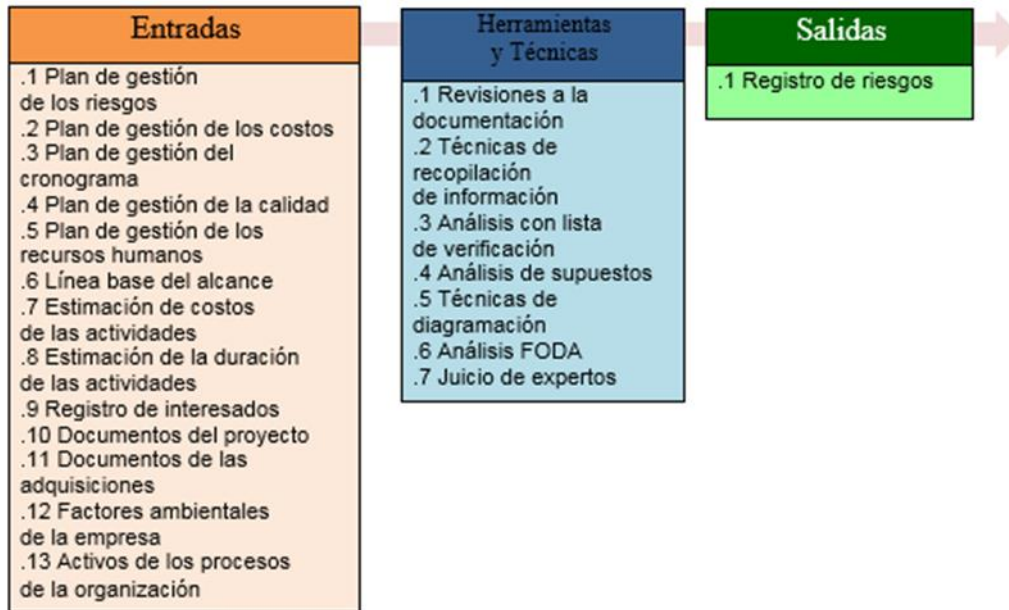 Entradas
.1 Plan de gestión
de los riesgos
.2 Plan de gestión de los costos
.3 Plan de gestión del
cronograma
.4 Plan de gestión de la calidad
.5 Plan de gestión de los
recursos humanos
.6 Línea base del alcance
.7 Estimación de costos
de las actividades
.8 Estimación de la duración
de las actividades
.9 Registro de interesados
.10 Documentos del proyecto
.11 Documentos de las
adquisiciones
.12 Factores ambientales
de la empresa
.13 Activos de los procesos
de la organización
Herramientas
y Técnicas
.1 Revisiones a la
documentación
.2 Técnicas de
recopilación
de información
.3 Análisis con lista
de verificación
.4 Análisis de supuestos
.5 Técnicas de
diagramación
.6 Análisis FODA
.7 Juicio de expertos
Salidas
.1 Registro de riesgos